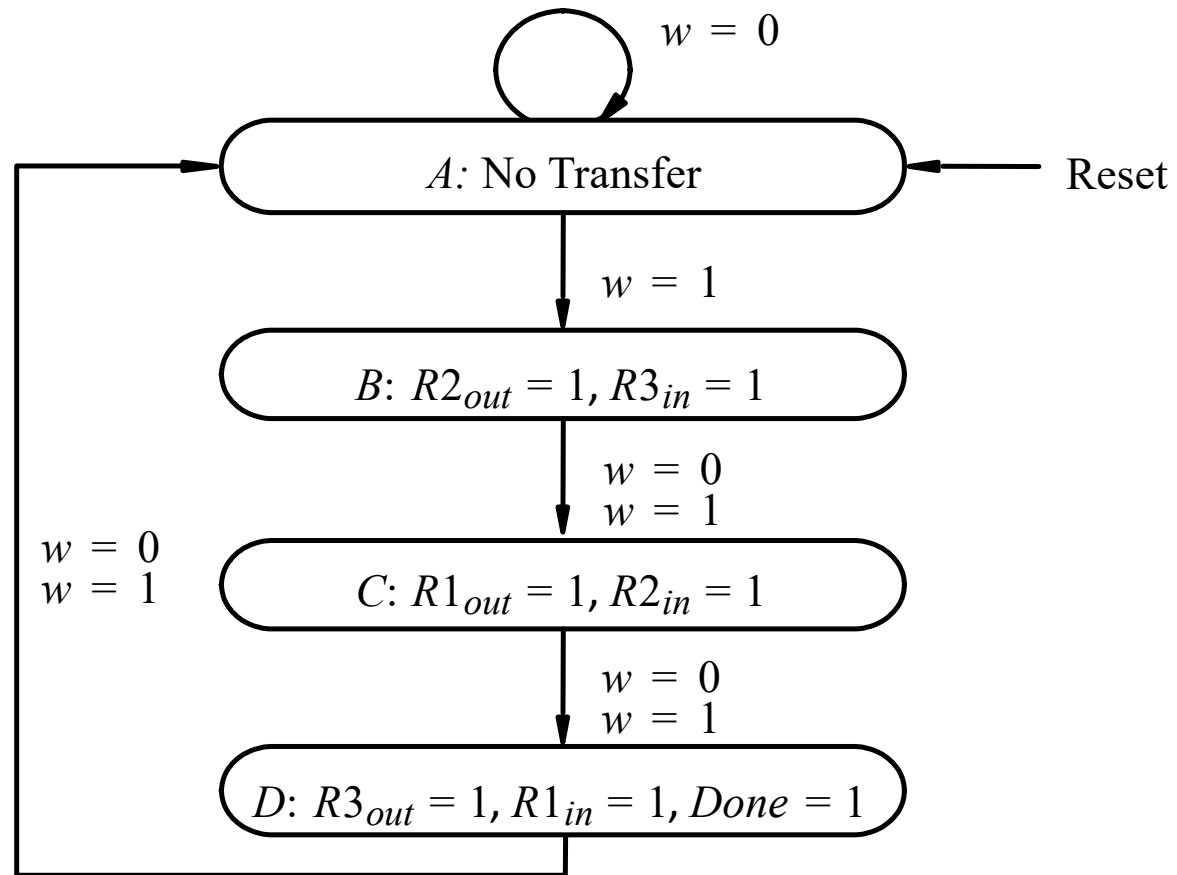 w = 0
A: No Transfer
Reset
w = 1
B: R2out = 1, R3in = 1
w = 0
w = 1
w = 0
w = 1
C: R1out = 1, R2in = 1
w = 0
w = 1
D: R3out = 1, R1in = 1, Done = 1